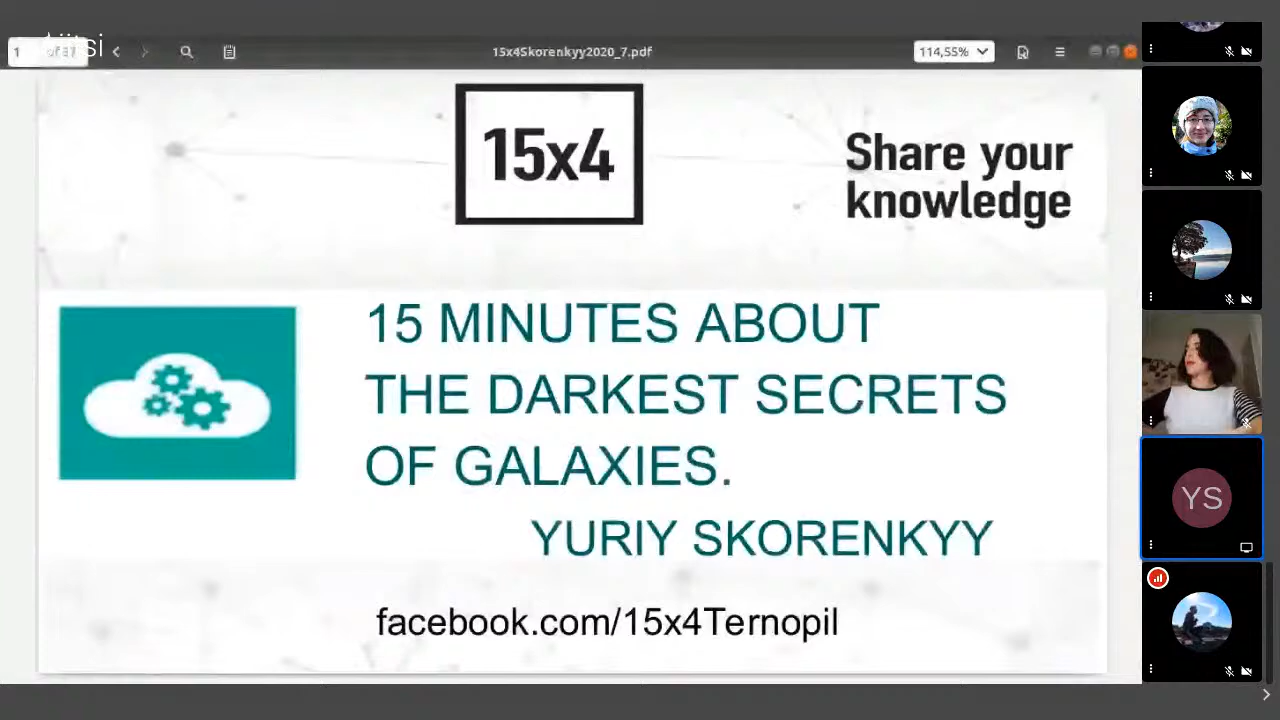 15x4Skorenkyy2020_7.pdf
114,55%
15x4
Share your
knowledge
15 MINUTES ABOUT
THE DARKEST SECRETS
OF GALAXIES.
YURIY SKORENKYY
facebook.com/15x4Ternopil
YS